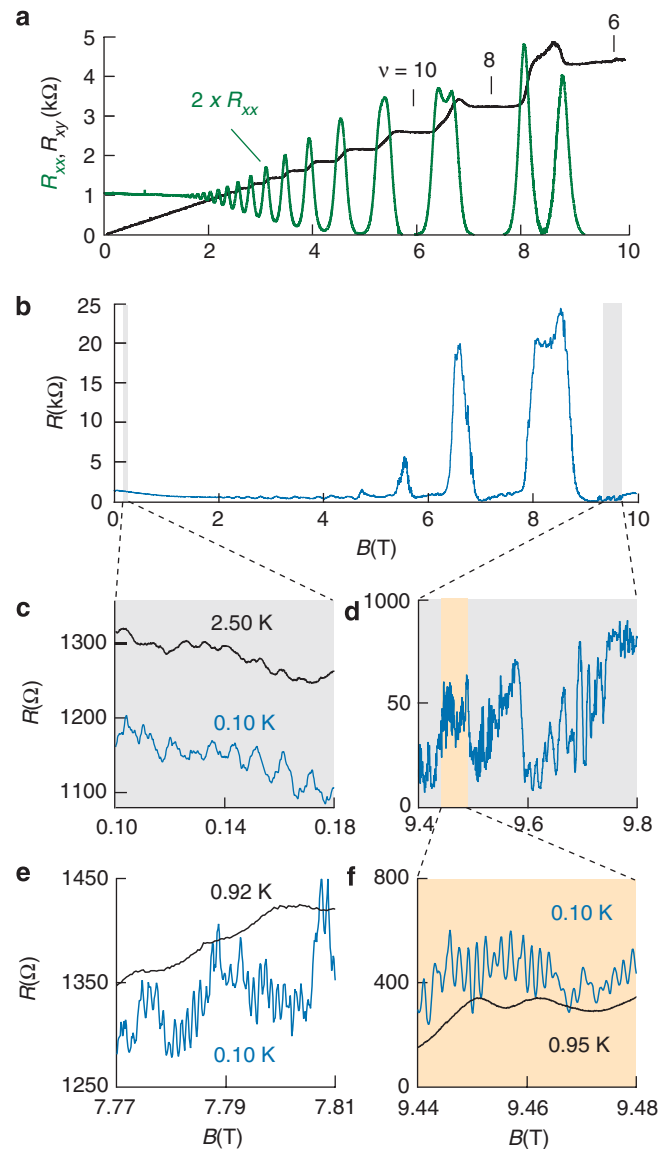 a
5
4
3
2
1
0
R_xx, R_xy (kΩ)
2 x R_xx
ν = 10
8
6
0 2 4 6 8 10
b
25
20
15
10
5
0
R(kΩ)
0 2 4 6 8 10
B(T)
c
1300
1200
1100
R(Ω)
2.50 K
0.10 K
0.10 0.14 0.18
d
1000
50
0
9.4 9.6 9.8
e
1450
1350
1250
R(Ω)
0.92 K
0.10 K
7.77 7.79 7.81
B(T)
f
800
400
0
0.10 K
0.95 K
9.44 9.46 9.48
B(T)